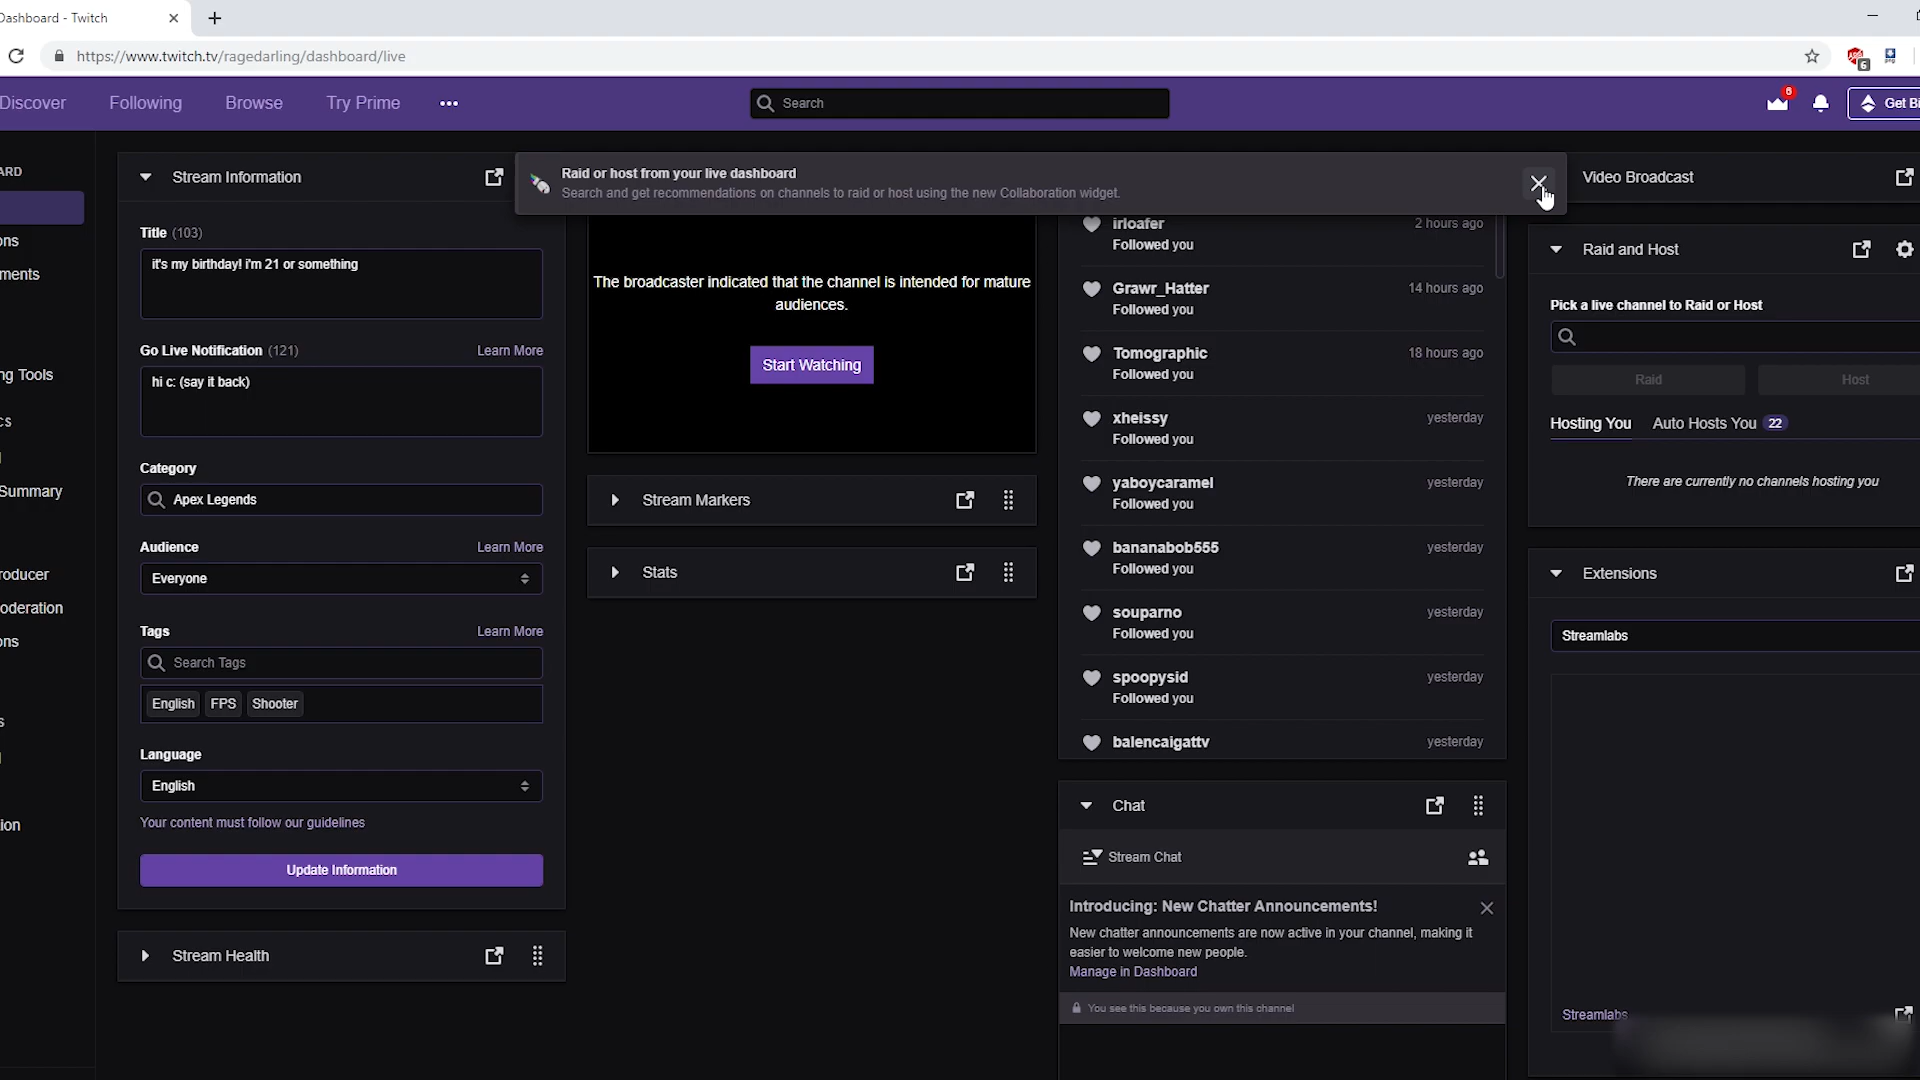 Dashboard - Twitch
https://www.twitch.tv/ragedarling/dashboard/live
6
Discover
Following
Browse
Try Prime
Search
6
Get Bi
ARD
ons
ments
ng Tools
cs
Summary
roducer
oderation
ons
s
tion
Stream Information
Title (103)
it's my birthday! i'm 21 or something
Go Live Notification (121)
Learn More
hi c: (say it back)
Category
Apex Legends
Audience
Learn More
Everyone
Tags
Learn More
Search Tags
English FPS Shooter
Language
English
Your content must follow our guidelines
Update Information
Stream Health
Raid or host from your live dashboard
Search and get recommendations on channels to raid or host using the new Collaboration widget.
The broadcaster indicated that the channel is intended for mature
audiences.
Start Watching
Stream Markers
Stats
irloafer
2 hours ago
Followed you
Grawr_Hatter
14 hours ago
Followed you
Tomographic
18 hours ago
Followed you
xheissy
yesterday
Followed you
yaboycaramel
yesterday
Followed you
bananabob555
yesterday
Followed you
souparno
yesterday
Followed you
spoopysid
yesterday
Followed you
balencaigattv
yesterday
Chat
Stream Chat
Introducing: New Chatter Announcements!
New chatter announcements are now active in your channel, making it
easier to welcome new people.
Manage in Dashboard
You see this because you own this channel
Video Broadcast
Raid and Host
Pick a live channel to Raid or Host
Raid
Host
Hosting You
Auto Hosts You 22
There are currently no channels hosting you
Extensions
Streamlabs
Streamlabs